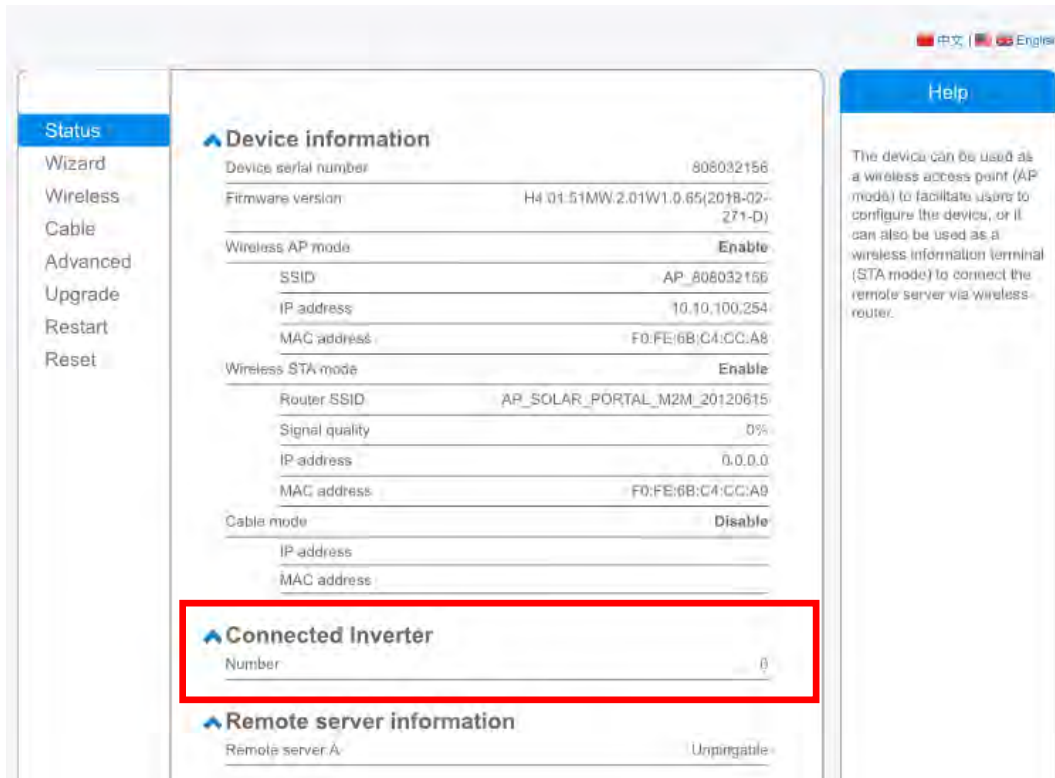 中文 | Englis
Status
Wizard
Wireless
Cable
Advanced
Upgrade
Restart
Reset
Device information
Device serial number 808032156
Firmware version H4.01.51MW.2.01W1.0.65(2018-02-
271-D)
Wireless AP mode Enable
SSID AP_808032156
IP address 10.10.100.254
MAC address F0:FE:6B:C4:CC:A8
Wireless STA mode Enable
Router SSID AP_SOLAR_PORTAL_M2M_20120615
Signal quality 0%
IP address 0.0.0.0
MAC address F0:FE:6B:C4:CC:A9
Cable mode Disable
IP address
MAC address
Connected Inverter
Number 0
Remote server information
Remote server A Unpingable
Help
The device can be used as
a wireless access point (AP
mode) to facilitate users to
configure the device, or it
can also be used as a
wireless information terminal
(STA mode) to connect the
remote server via wireless
router.